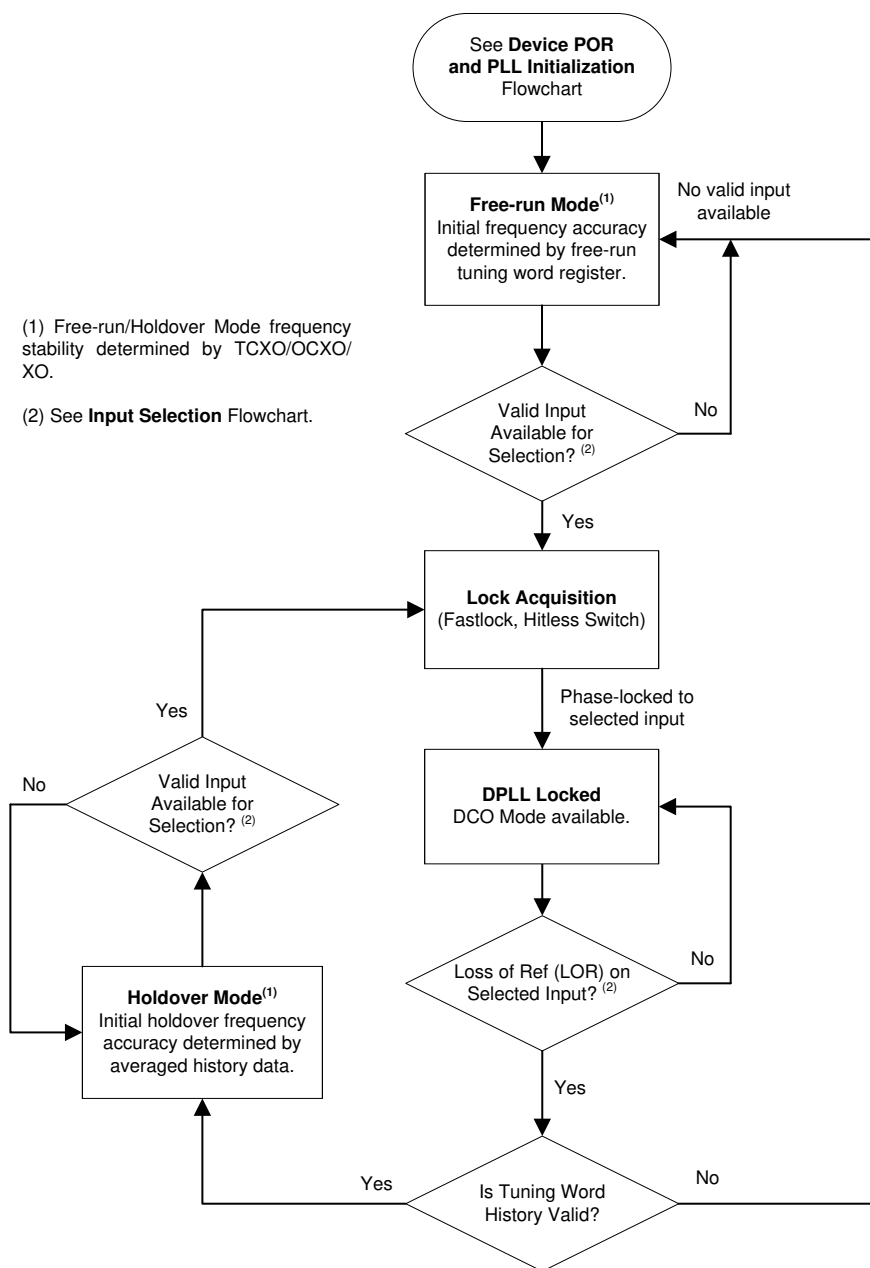 See Device POR
and PLL Initialization
Flowchart
Free-run Mode(1)
Initial frequency accuracy
determined by free-run
tuning word register.
No valid input
available
(1) Free-run/Holdover Mode frequency
stability determined by TCXO/OCXO/
XO.
(2) See Input Selection Flowchart.
Valid Input
Available for
Selection? (2)
No
Yes
Lock Acquisition
(Fastlock, Hitless Switch)
Phase-locked to
selected input
Yes
No
Valid Input
Available for
Selection? (2)
DPLL Locked
DCO Mode available.
Loss of Ref (LOR) on
Selected Input? (2)
No
Holdover Mode(1)
Initial holdover frequency
accuracy determined by
averaged history data.
Yes
Yes
Is Tuning Word
History Valid?
No